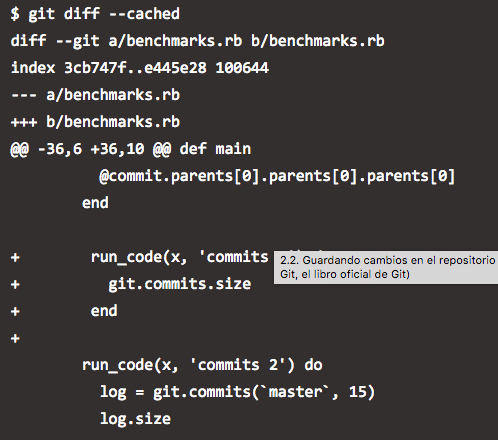 $ git diff --cached
diff --git a/benchmarks.rb b/benchmarks.rb
index 3cb747f..e445e28 100644
--- a/benchmarks.rb
+++ b/benchmarks.rb
@@ -36,6 +36,10 @@ def main
@commit.parents[0].parents[0].parents[0]
end
+ run_code(x, 'commits
2.2. Guardando cambios en el repositorio
Git, el libro oficial de Git)
+ git.commits.size
+ end
+
run_code(x, 'commits 2') do
log = git.commits(`master`, 15)
log.size